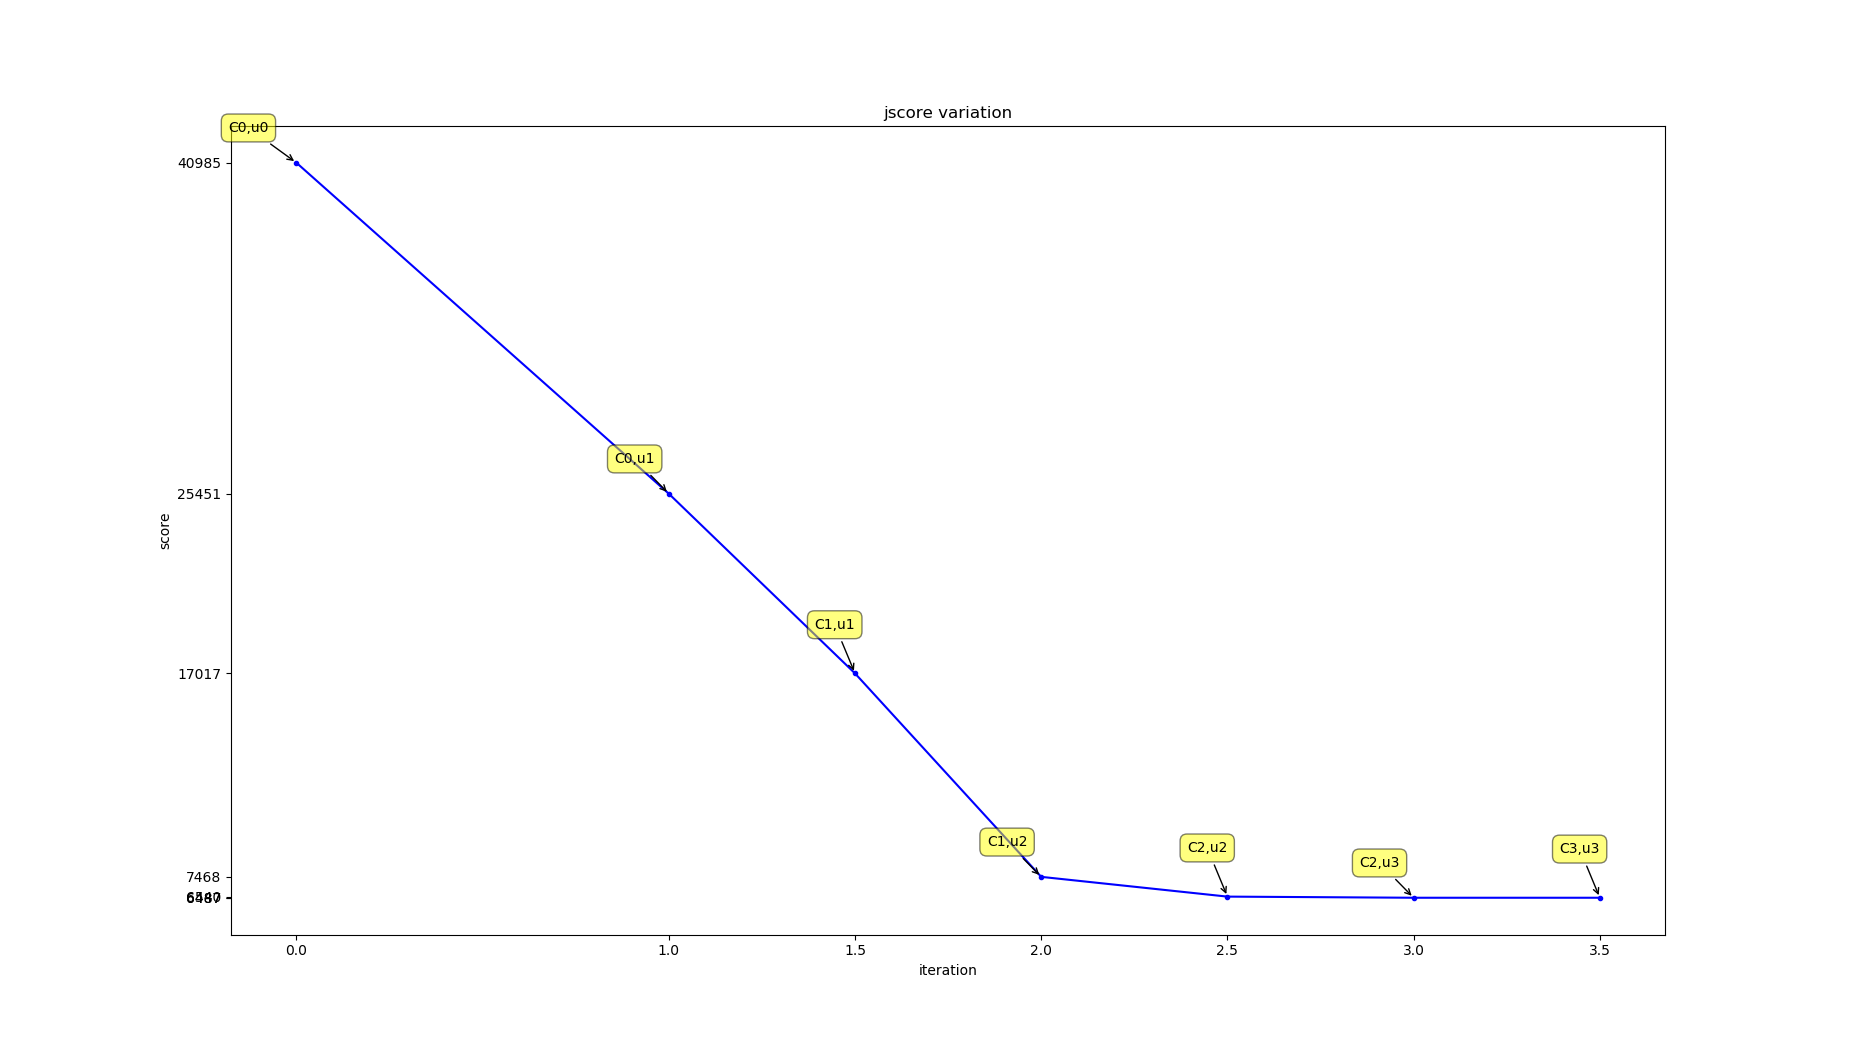 jscore variation
C0,u0
40985
C0,u1
25451
score
C1,u1
17017
C1,u2
C2,u2
C2,u3
C3,u3
7468
0.0
1.0
1.5
2.0
2.5
3.0
3.5
iteration